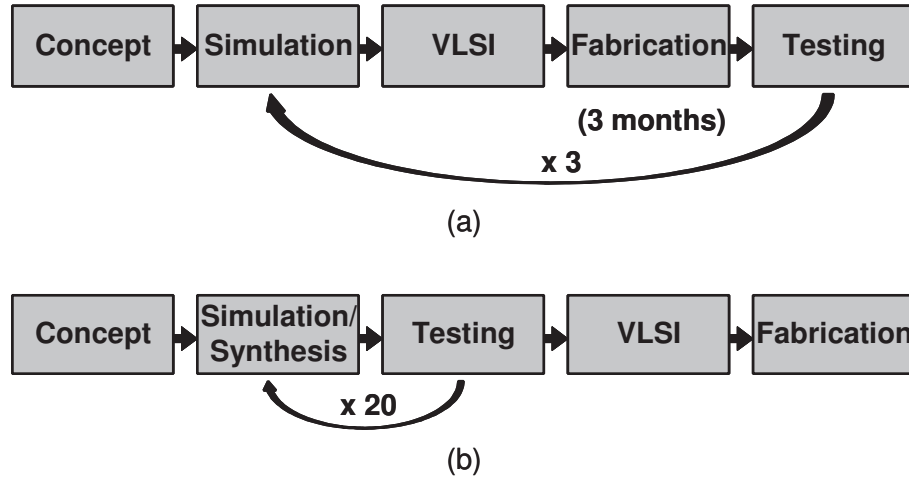 Concept Simulation VLSI Fabrication Testing
(3 months)
x 3
(a)
Concept Simulation/ Synthesis Testing VLSI Fabrication
x 20
(b)